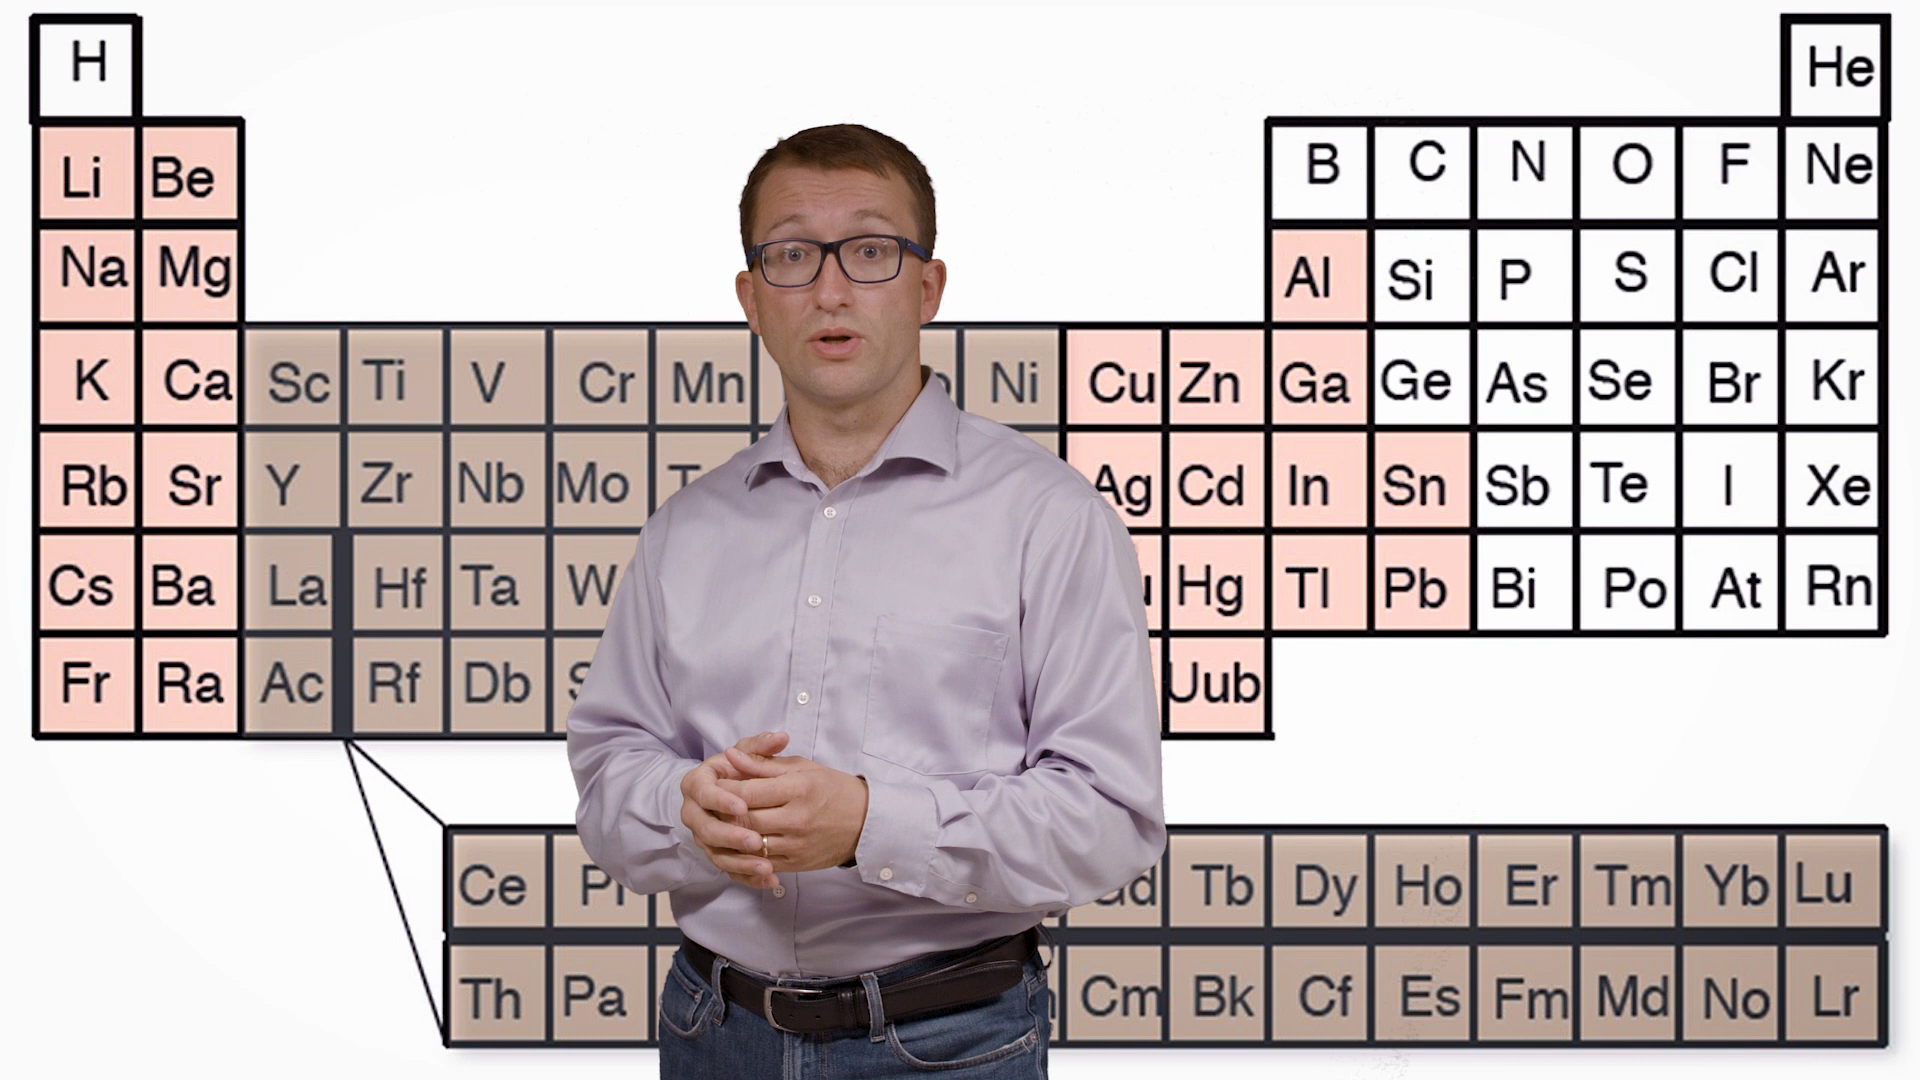 H He
Li Be B C N O F Ne
Na Mg Al Si P S Cl Ar
K Ca Sc Ti V Cr Mn Ni Cu Zn Ga Ge As Se Br Kr
Rb Sr Y Zr Nb Mo Ag Cd In Sn Sb Te I Xe
Cs Ba La Hf Ta W Hg Tl Pb Bi Po At Rn
Fr Ra Ac Rf Db Uub
Ce Tb Dy Ho Er Tm Yb Lu
Th Pa Cm Bk Cf Es Fm Md No Lr